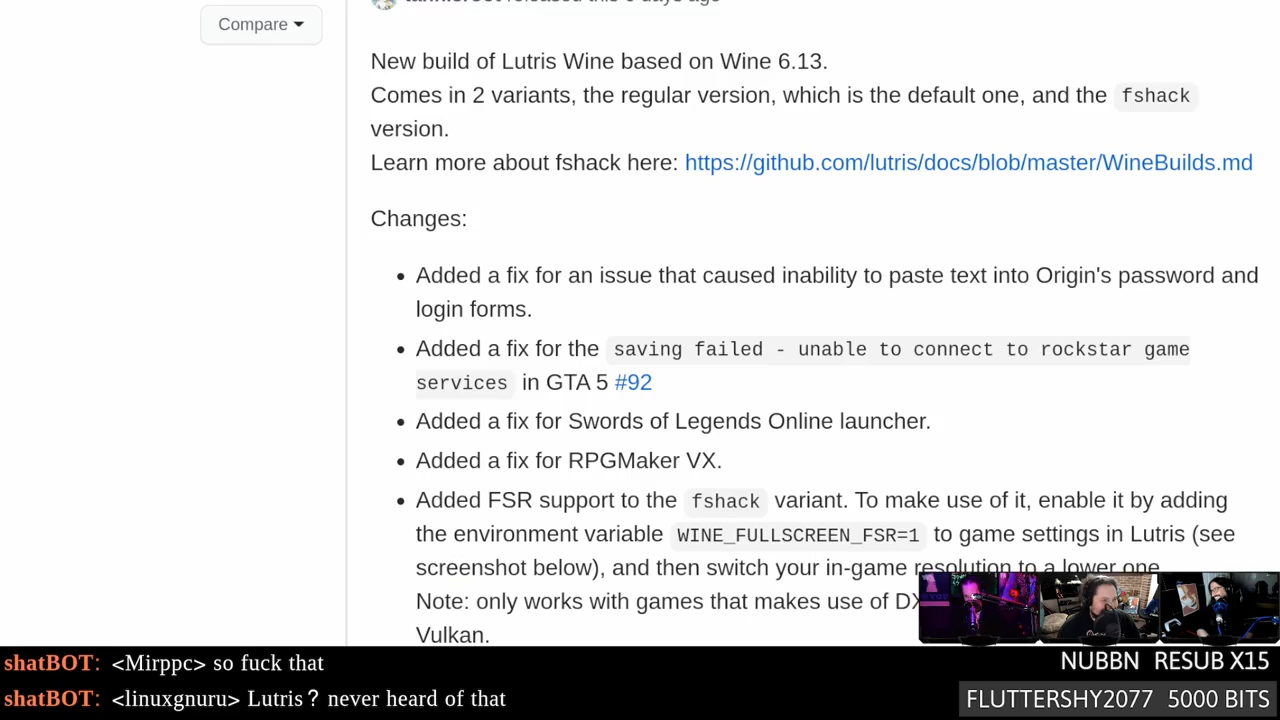 Compare
New build of Lutris Wine based on Wine 6.13.
Comes in 2 variants, the regular version, which is the default one, and the fshack
version.
Learn more about fshack here: https://github.com/lutris/docs/blob/master/WineBuilds.md
Changes:
• Added a fix for an issue that caused inability to paste text into Origin's password and
login forms.
• Added a fix for the saving failed - unable to connect to rockstar game
services in GTA 5 #92
• Added a fix for Swords of Legends Online launcher.
• Added a fix for RPGMaker VX.
• Added FSR support to the fshack variant. To make use of it, enable it by adding
the environment variable WINE_FULLSCREEN_FSR=1 to game settings in Lutris (see
screenshot below), and then switch your in-game resolution to a lower one.
Note: only works with games that makes use of DX
Vulkan.
shatBOT: <Mirppc> so fuck that
NUBBN RESUB X15
shatBOT: <linuxgnuru> Lutris? never heard of that
FLUTTERSHY2077 5000 BITS